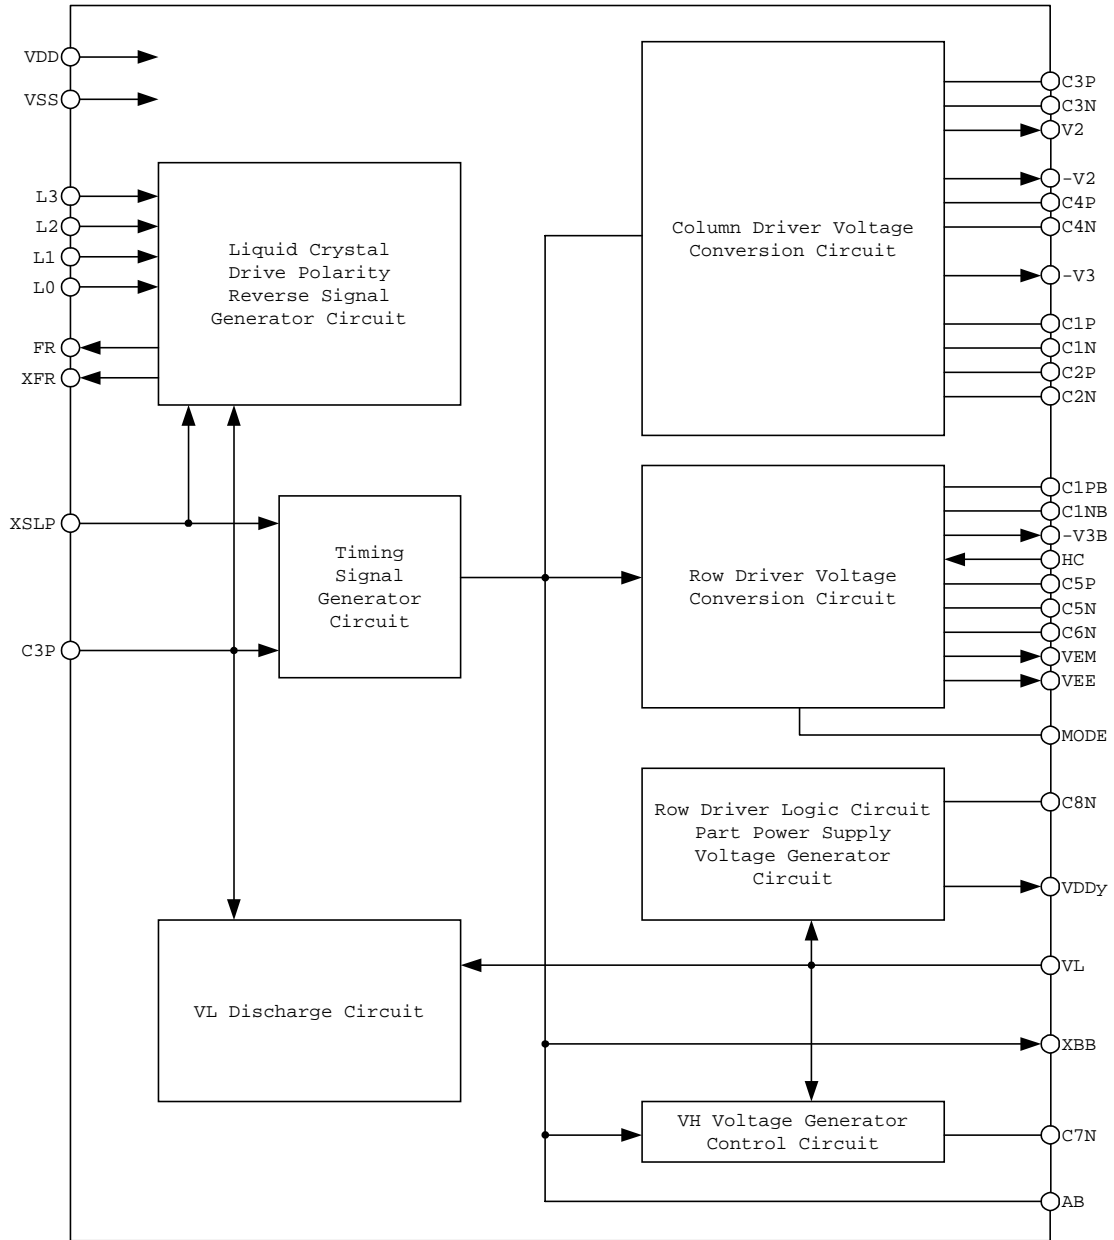 VDD
VSS
L3
L2
L1
L0
FR
XFR
XSLP
C3P
Liquid Crystal
Drive Polarity
Reverse Signal
Generator Circuit
Timing
Signal
Generator
Circuit
VL Discharge Circuit
Column Driver Voltage
Conversion Circuit
Row Driver Voltage
Conversion Circuit
Row Driver Logic Circuit
Part Power Supply
Voltage Generator
Circuit
VH Voltage Generator
Control Circuit
C3P
C3N
V2
-V2
C4P
C4N
-V3
C1P
C1N
C2P
C2N
C1PB
C1NB
-V3B
HC
C5P
C5N
C6N
VEM
VEE
MODE
C8N
VDDy
VL
XBB
C7N
AB